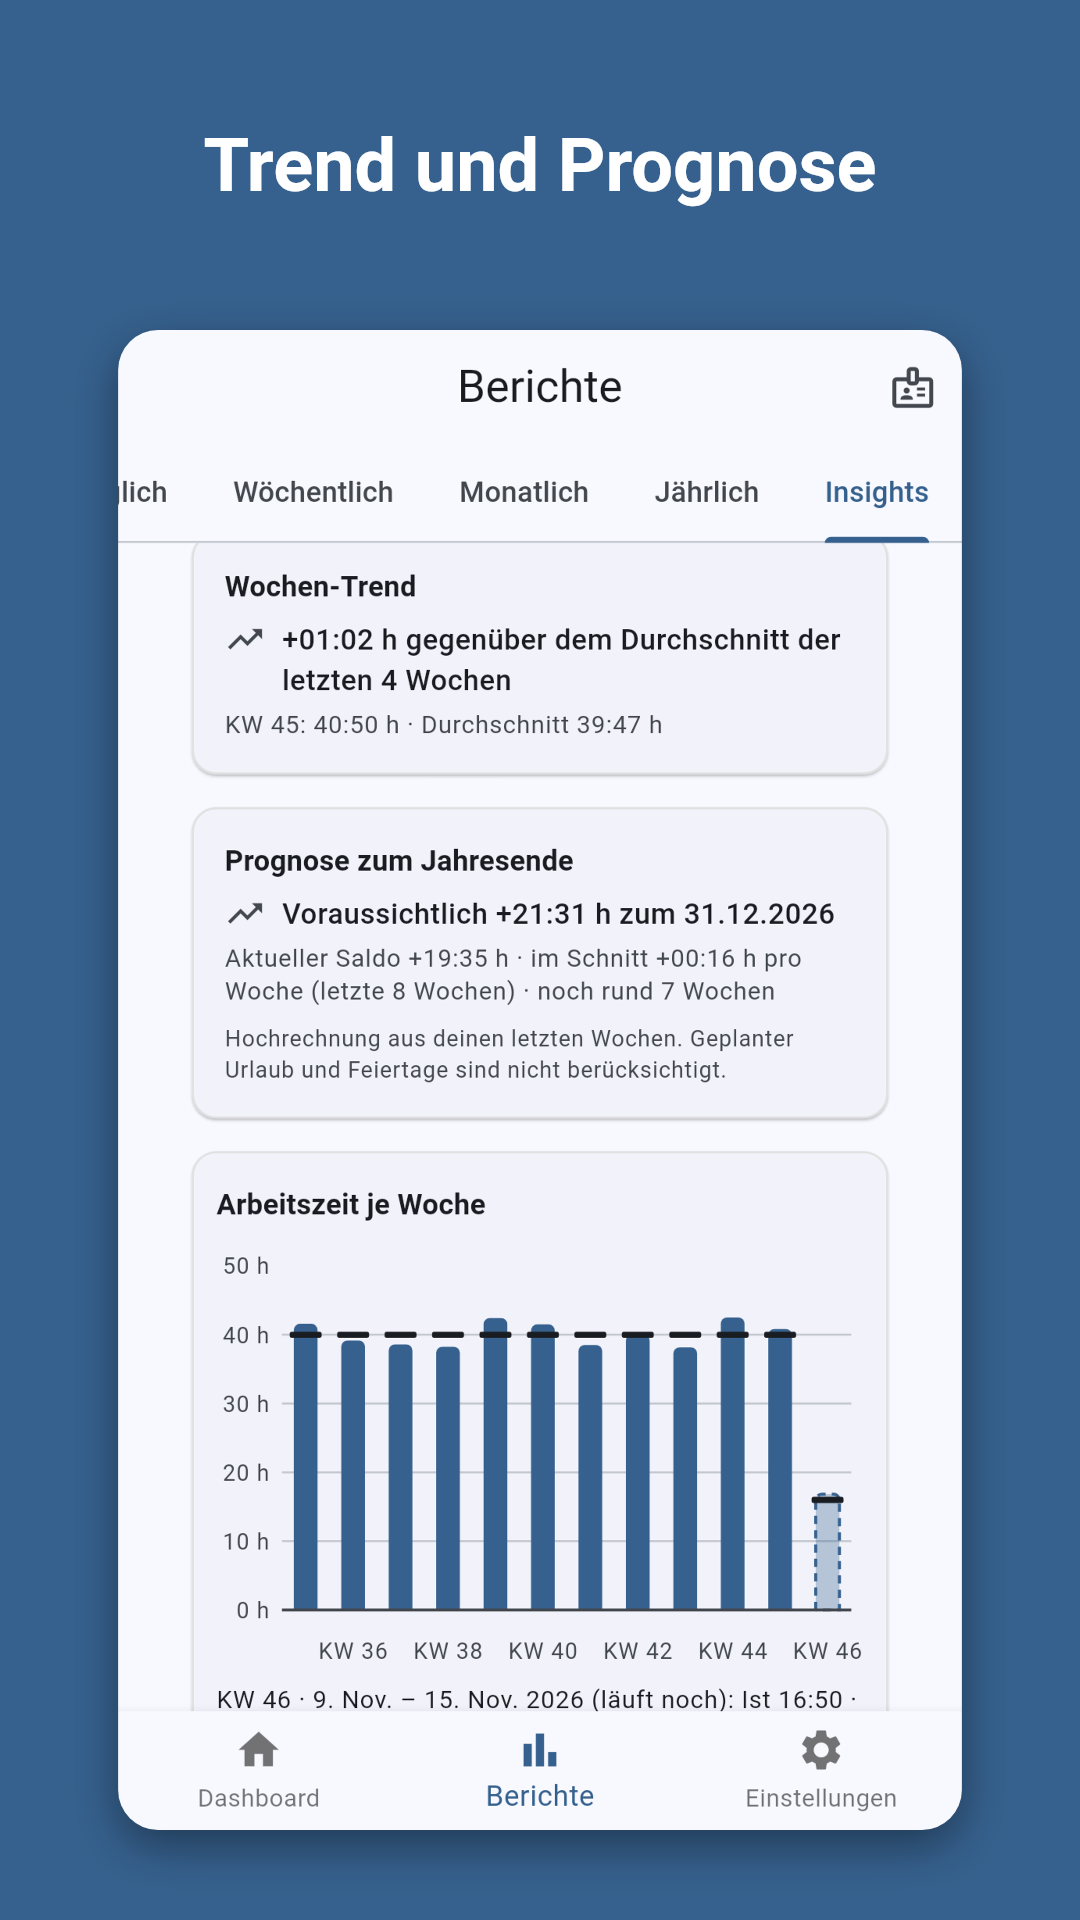 Trend und Prognose
Berichte
Wöchentlich Monatlich Jährlich Insights
Wochen-Trend
+01:02 h gegenüber dem Durchschnitt der
letzten 4 Wochen
KW 45: 40:50 h · Durchschnitt 39:47 h
Prognose zum Jahresende
Voraussichtlich +21:31 h zum 31.12.2026
Aktueller Saldo +19:35 h · im Schnitt +00:16 h pro
Woche (letzte 8 Wochen) · noch rund 7 Wochen
Hochrechnung aus deinen letzten Wochen. Geplanter
Urlaub und Feiertage sind nicht berücksichtigt.
Arbeitszeit je Woche
50 h
40 h
30 h
20 h
10 h
0 h
KW 36 KW 38 KW 40 KW 42 KW 44 KW 46
KW 46 · 9. Nov. – 15. Nov. 2026 (läuft noch): Ist 16:50 ·
Dashboard Berichte Einstellungen